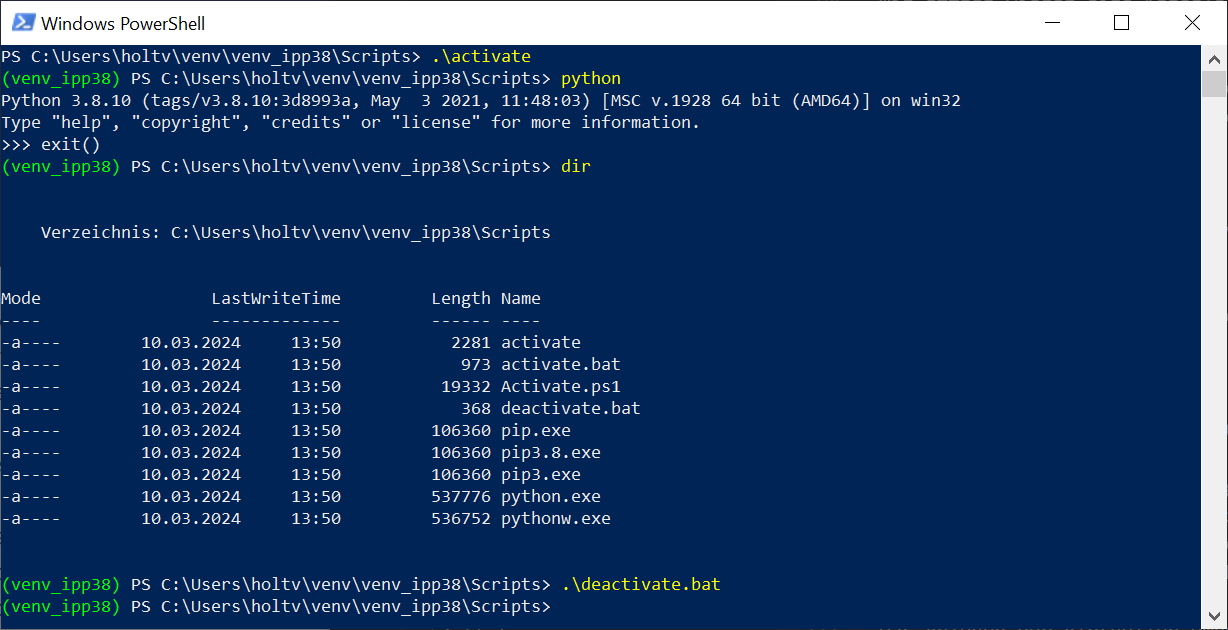 Windows PowerShell
PS C:\Users\holtv\venv\venv_ipp38\Scripts> .\activate
(venv_ipp38) PS C:\Users\holtv\venv\venv_ipp38\Scripts> python
Python 3.8.10 (tags/v3.8.10:3d8993a, May  3 2021, 11:48:03) [MSC v.1928 64 bit (AMD64)] on win32
Type "help", "copyright", "credits" or "license" for more information.
>>> exit()
(venv_ipp38) PS C:\Users\holtv\venv\venv_ipp38\Scripts> dir
    Verzeichnis: C:\Users\holtv\venv\venv_ipp38\Scripts
Mode                 LastWriteTime         Length Name
----                 -------------         ------ ----
-a----        10.03.2024     13:50           2281 activate
-a----        10.03.2024     13:50            973 activate.bat
-a----        10.03.2024     13:50          19332 Activate.ps1
-a----        10.03.2024     13:50            368 deactivate.bat
-a----        10.03.2024     13:50         106360 pip.exe
-a----        10.03.2024     13:50         106360 pip3.8.exe
-a----        10.03.2024     13:50         106360 pip3.exe
-a----        10.03.2024     13:50         537776 python.exe
-a----        10.03.2024     13:50         536752 pythonw.exe
(venv_ipp38) PS C:\Users\holtv\venv\venv_ipp38\Scripts> .\deactivate.bat
(venv_ipp38) PS C:\Users\holtv\venv\venv_ipp38\Scripts>